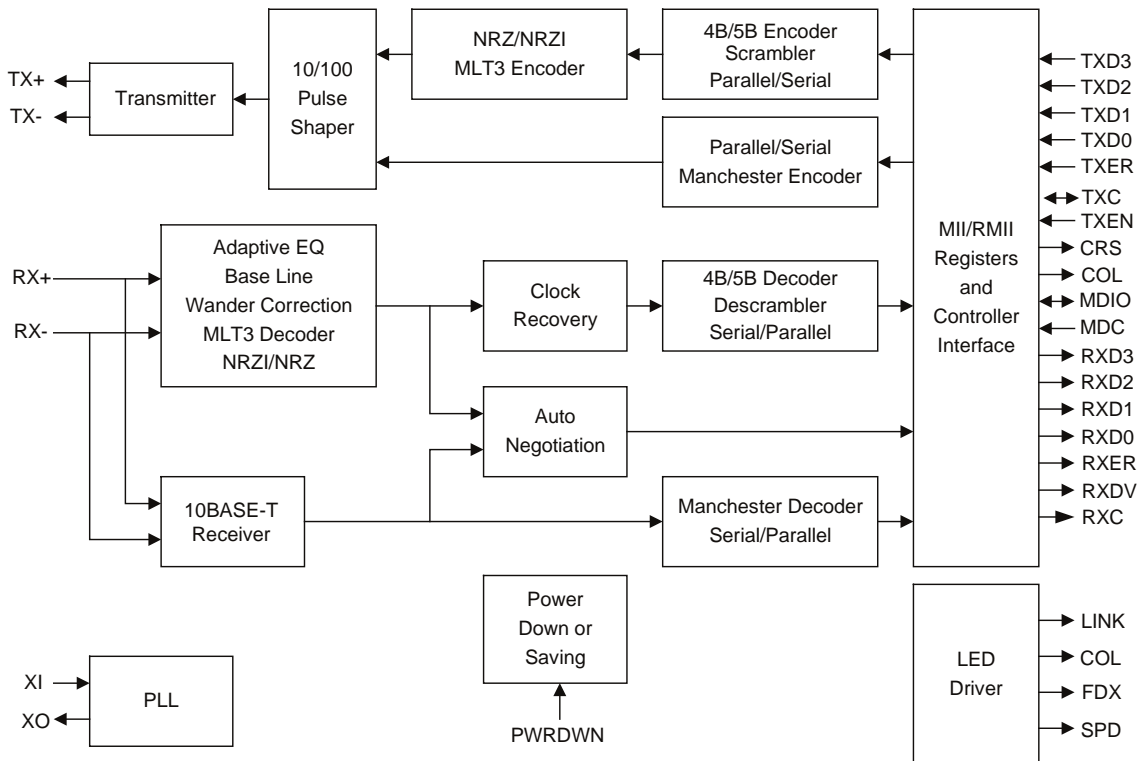 NRZ/NRZI
MLT3 Encoder
4B/5B Encoder
Scrambler
Parallel/Serial
10/100
Pulse
Shaper
TX+
TX-
Transmitter
Parallel/Serial
Manchester Encoder
TXD3
TXD2
TXD1
TXD0
TXER
TXC
TXEN
CRS
COL
MDIO
MDC
RXD3
RXD2
RXD1
RXD0
RXER
RXDV
RXC
MII/RMII
Registers
and
Controller
Interface
RX+
RX-
Adaptive EQ
Base Line
Wander Correction
MLT3 Decoder
NRZI/NRZ
Clock
Recovery
4B/5B Decoder
Descrambler
Serial/Parallel
Auto
Negotiation
10BASE-T
Receiver
Manchester Decoder
Serial/Parallel
Power
Down or
Saving
PWRDWN
XI
XO
PLL
LED
Driver
LINK
COL
FDX
SPD